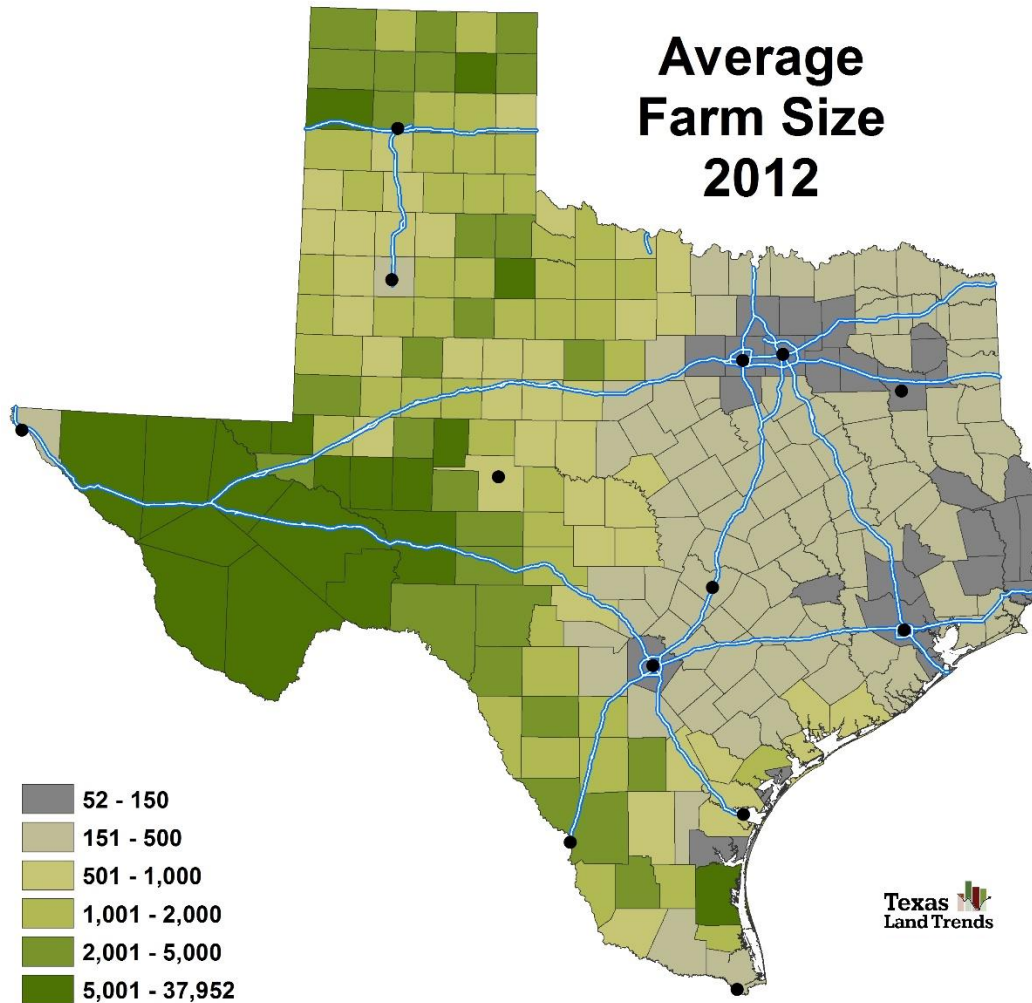 Average
Farm Size
2012
52 - 150
151 - 500
501 - 1,000
1,001 - 2,000
2,001 - 5,000
5,001 - 37,952
Texas
Land Trends